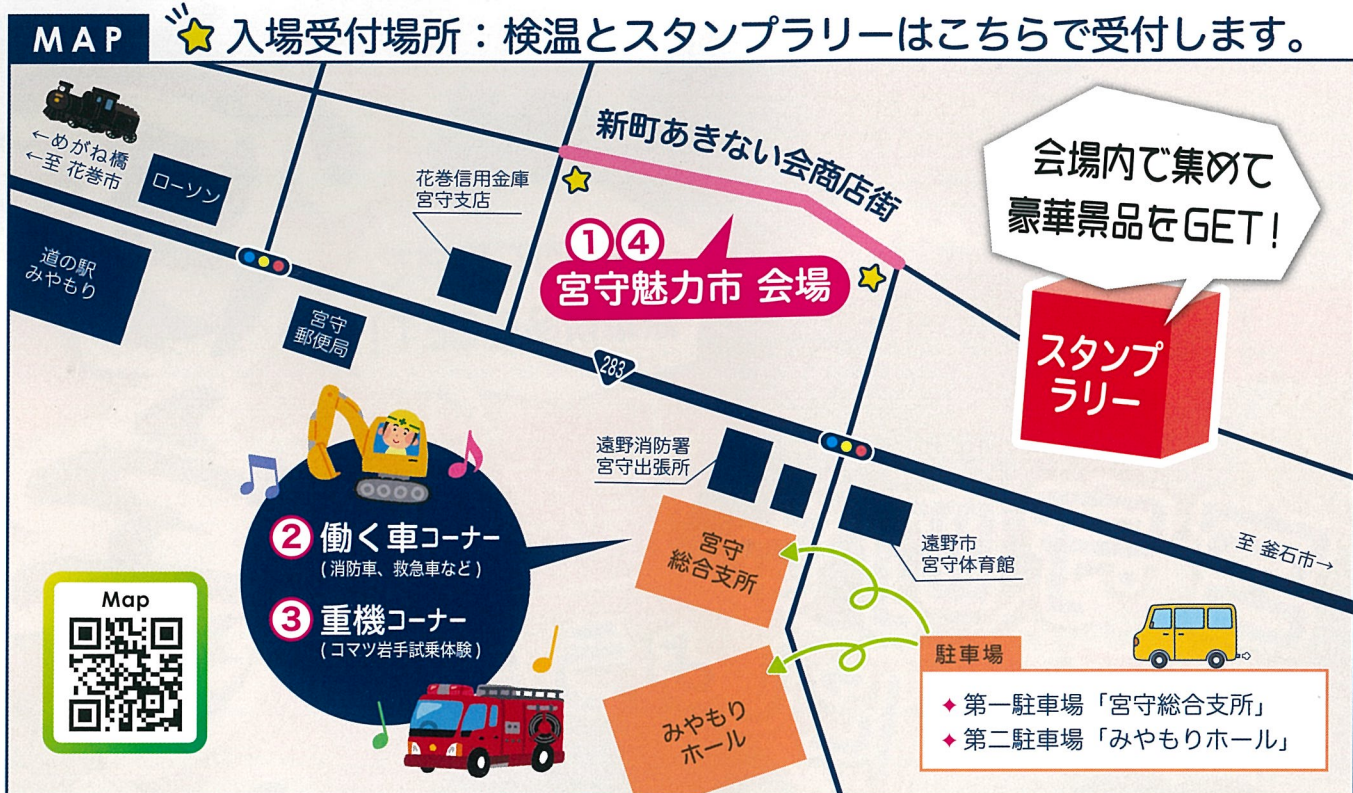 MAP
入場受付場所：検温とスタンプラリーはこちらで受付します。
←めがね橋
←至 花巻市
ローソン
道の駅
みやもり
宮守
郵便局
花巻信用金庫
宮守支店
新町あきない会商店街
①④
宮守魅力市 会場
会場内で集めて
豪華景品をGET！
スタンプ
ラリー
283
遠野消防署
宮守出張所
宮守
総合支所
遠野市
宮守体育館
至 釜石市→
② 働く車コーナー
(消防車、救急車など)
③ 重機コーナー
(コマツ岩手試乗体験)
Map
みやもり
ホール
駐車場
◆ 第一駐車場「宮守総合支所」
◆ 第二駐車場「みやもりホール」